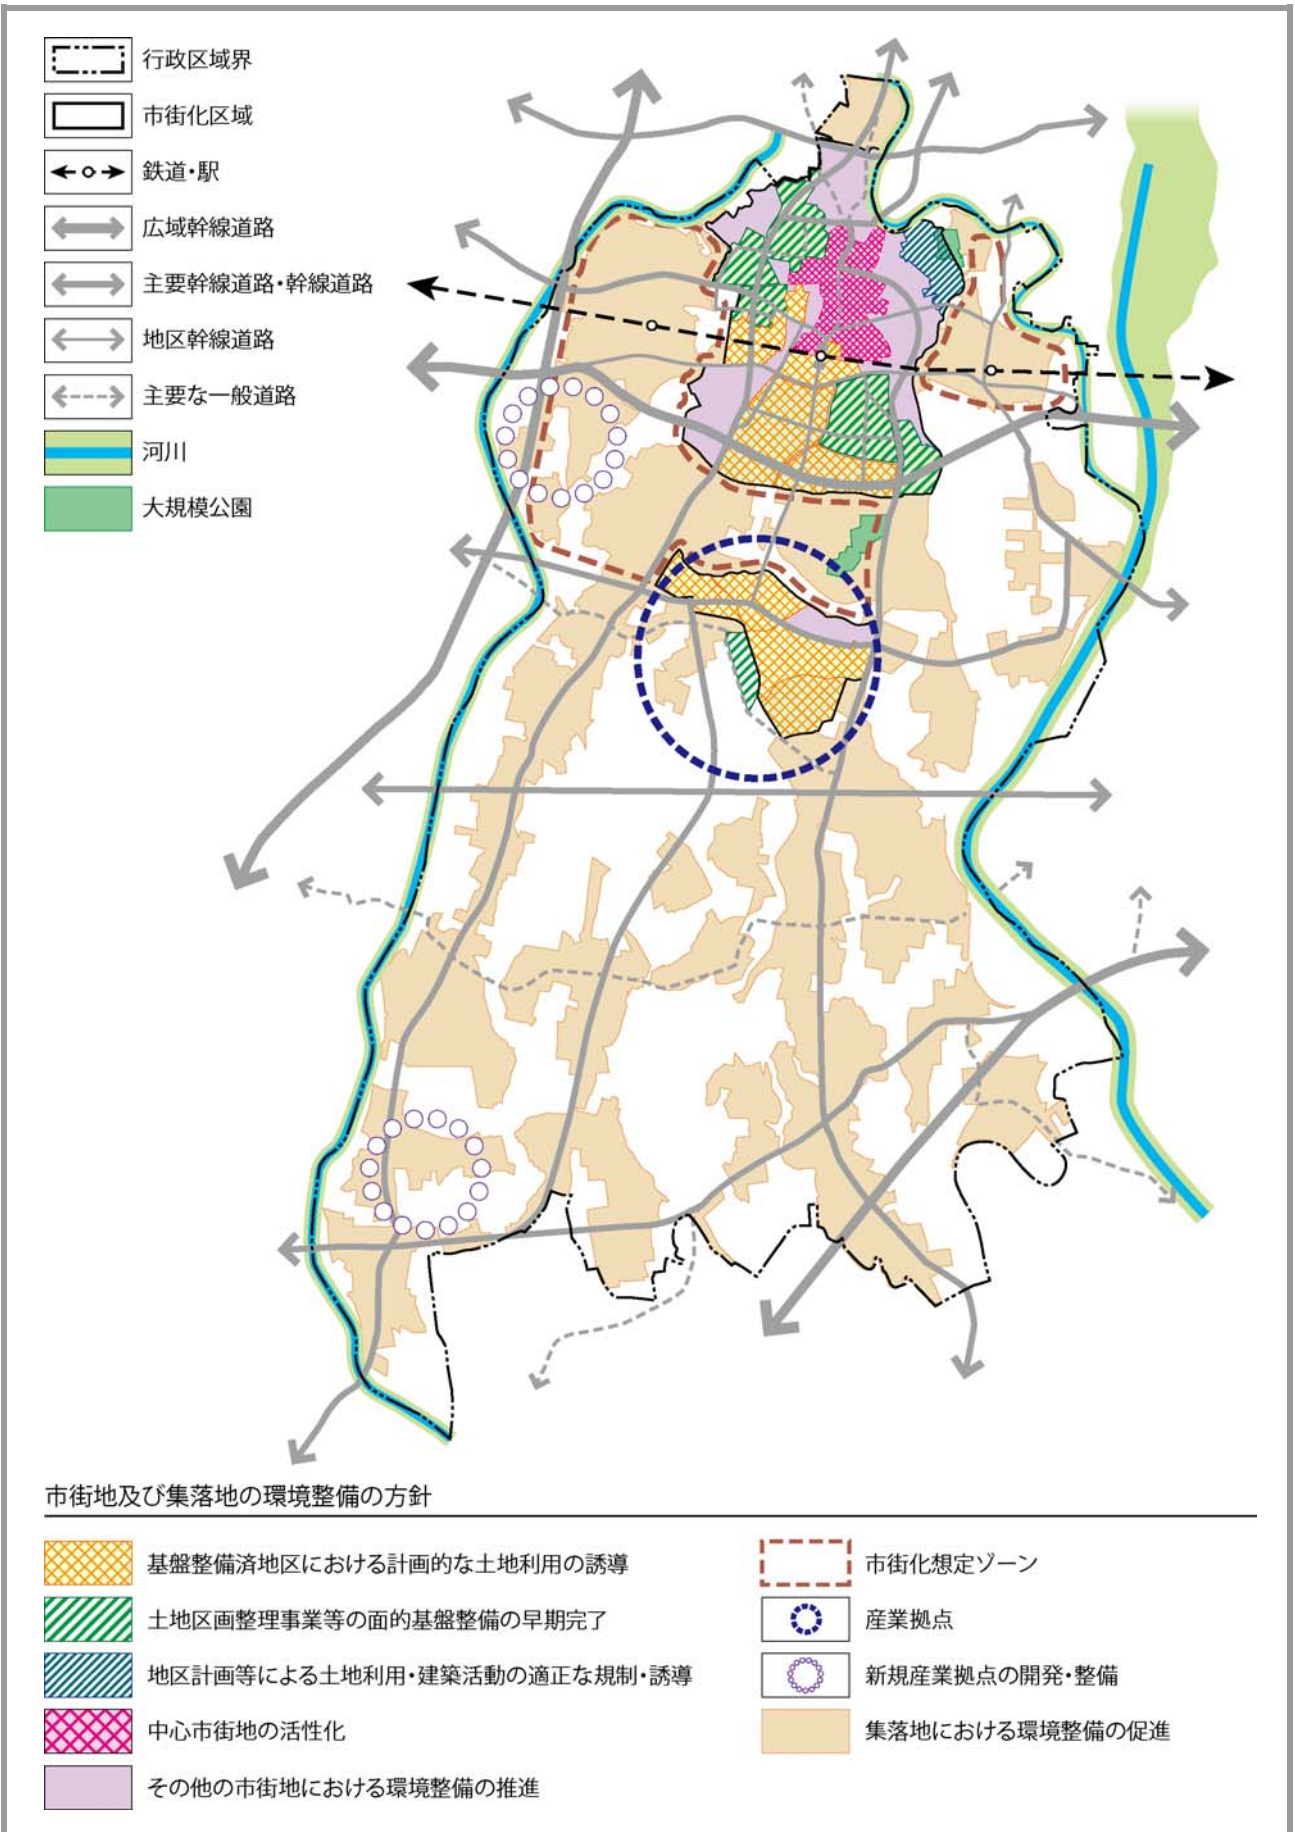 行政区域界
市街化区域
鉄道・駅
広域幹線道路
主要幹線道路・幹線道路
地区幹線道路
主要な一般道路
河川
大規模公園
市街地及び集落地の環境整備の方針
基盤整備済地区における計画的な土地利用の誘導
土地区画整理事業等の面的基盤整備の早期完了
地区計画等による土地利用・建築活動の適正な規制・誘導
中心市街地の活性化
その他の市街地における環境整備の推進
市街化想定ゾーン
産業拠点
新規産業拠点の開発・整備
集落地における環境整備の促進